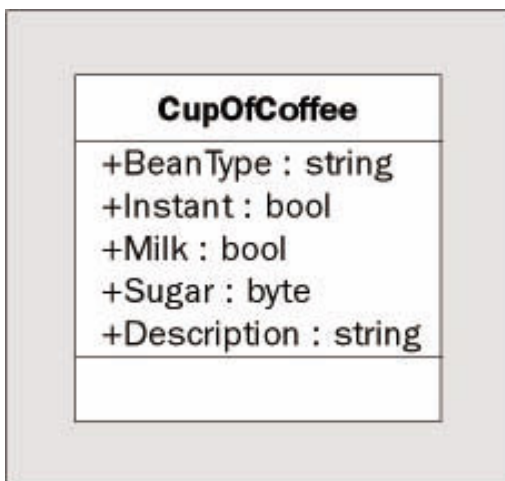 CupOfCoffee
+BeanType : string
+Instant : bool
+Milk : bool
+Sugar : byte
+Description : string